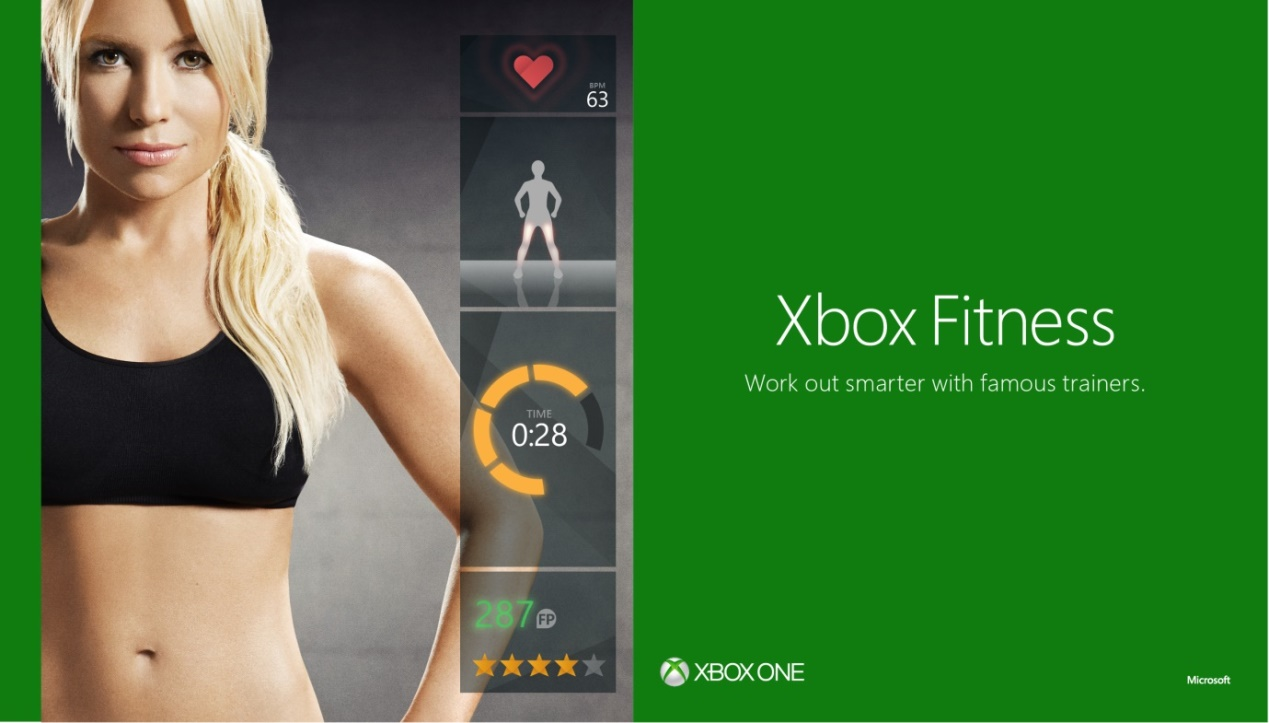 BPM
63
TIME
0:28
287 FP
Xbox Fitness
Work out smarter with famous trainers.
XBOX ONE
Microsoft